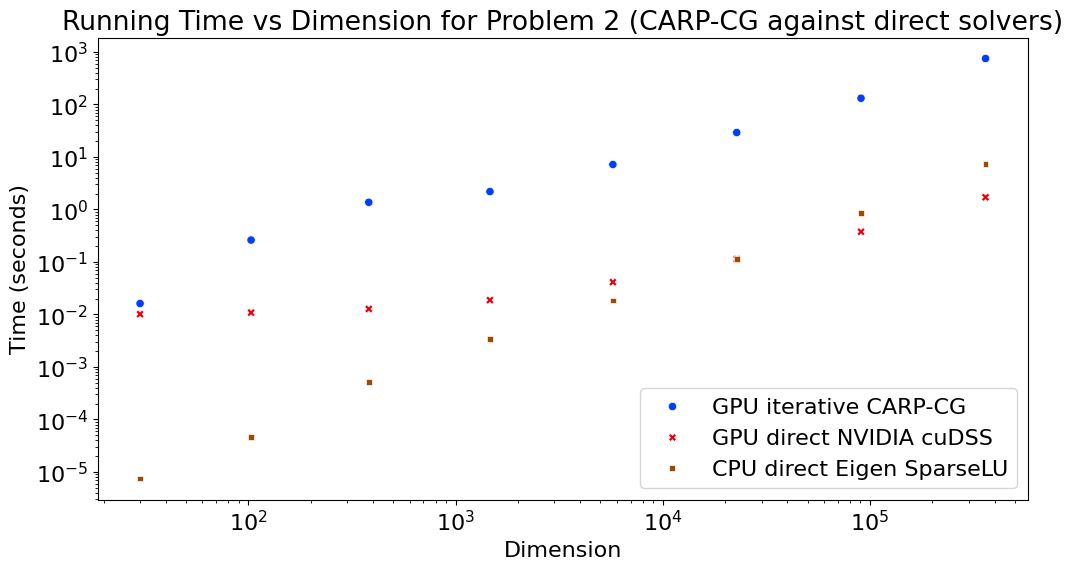 Running Time vs Dimension for Problem 2 (CARP-CG against direct solvers)
Time (seconds)
10³
10²
10¹
10⁰
10⁻¹
10⁻²
10⁻³
10⁻⁴
10⁻⁵
GPU iterative CARP-CG
GPU direct NVIDIA cuDSS
CPU direct Eigen SparseLU
10² 10³ 10⁴ 10⁵
Dimension